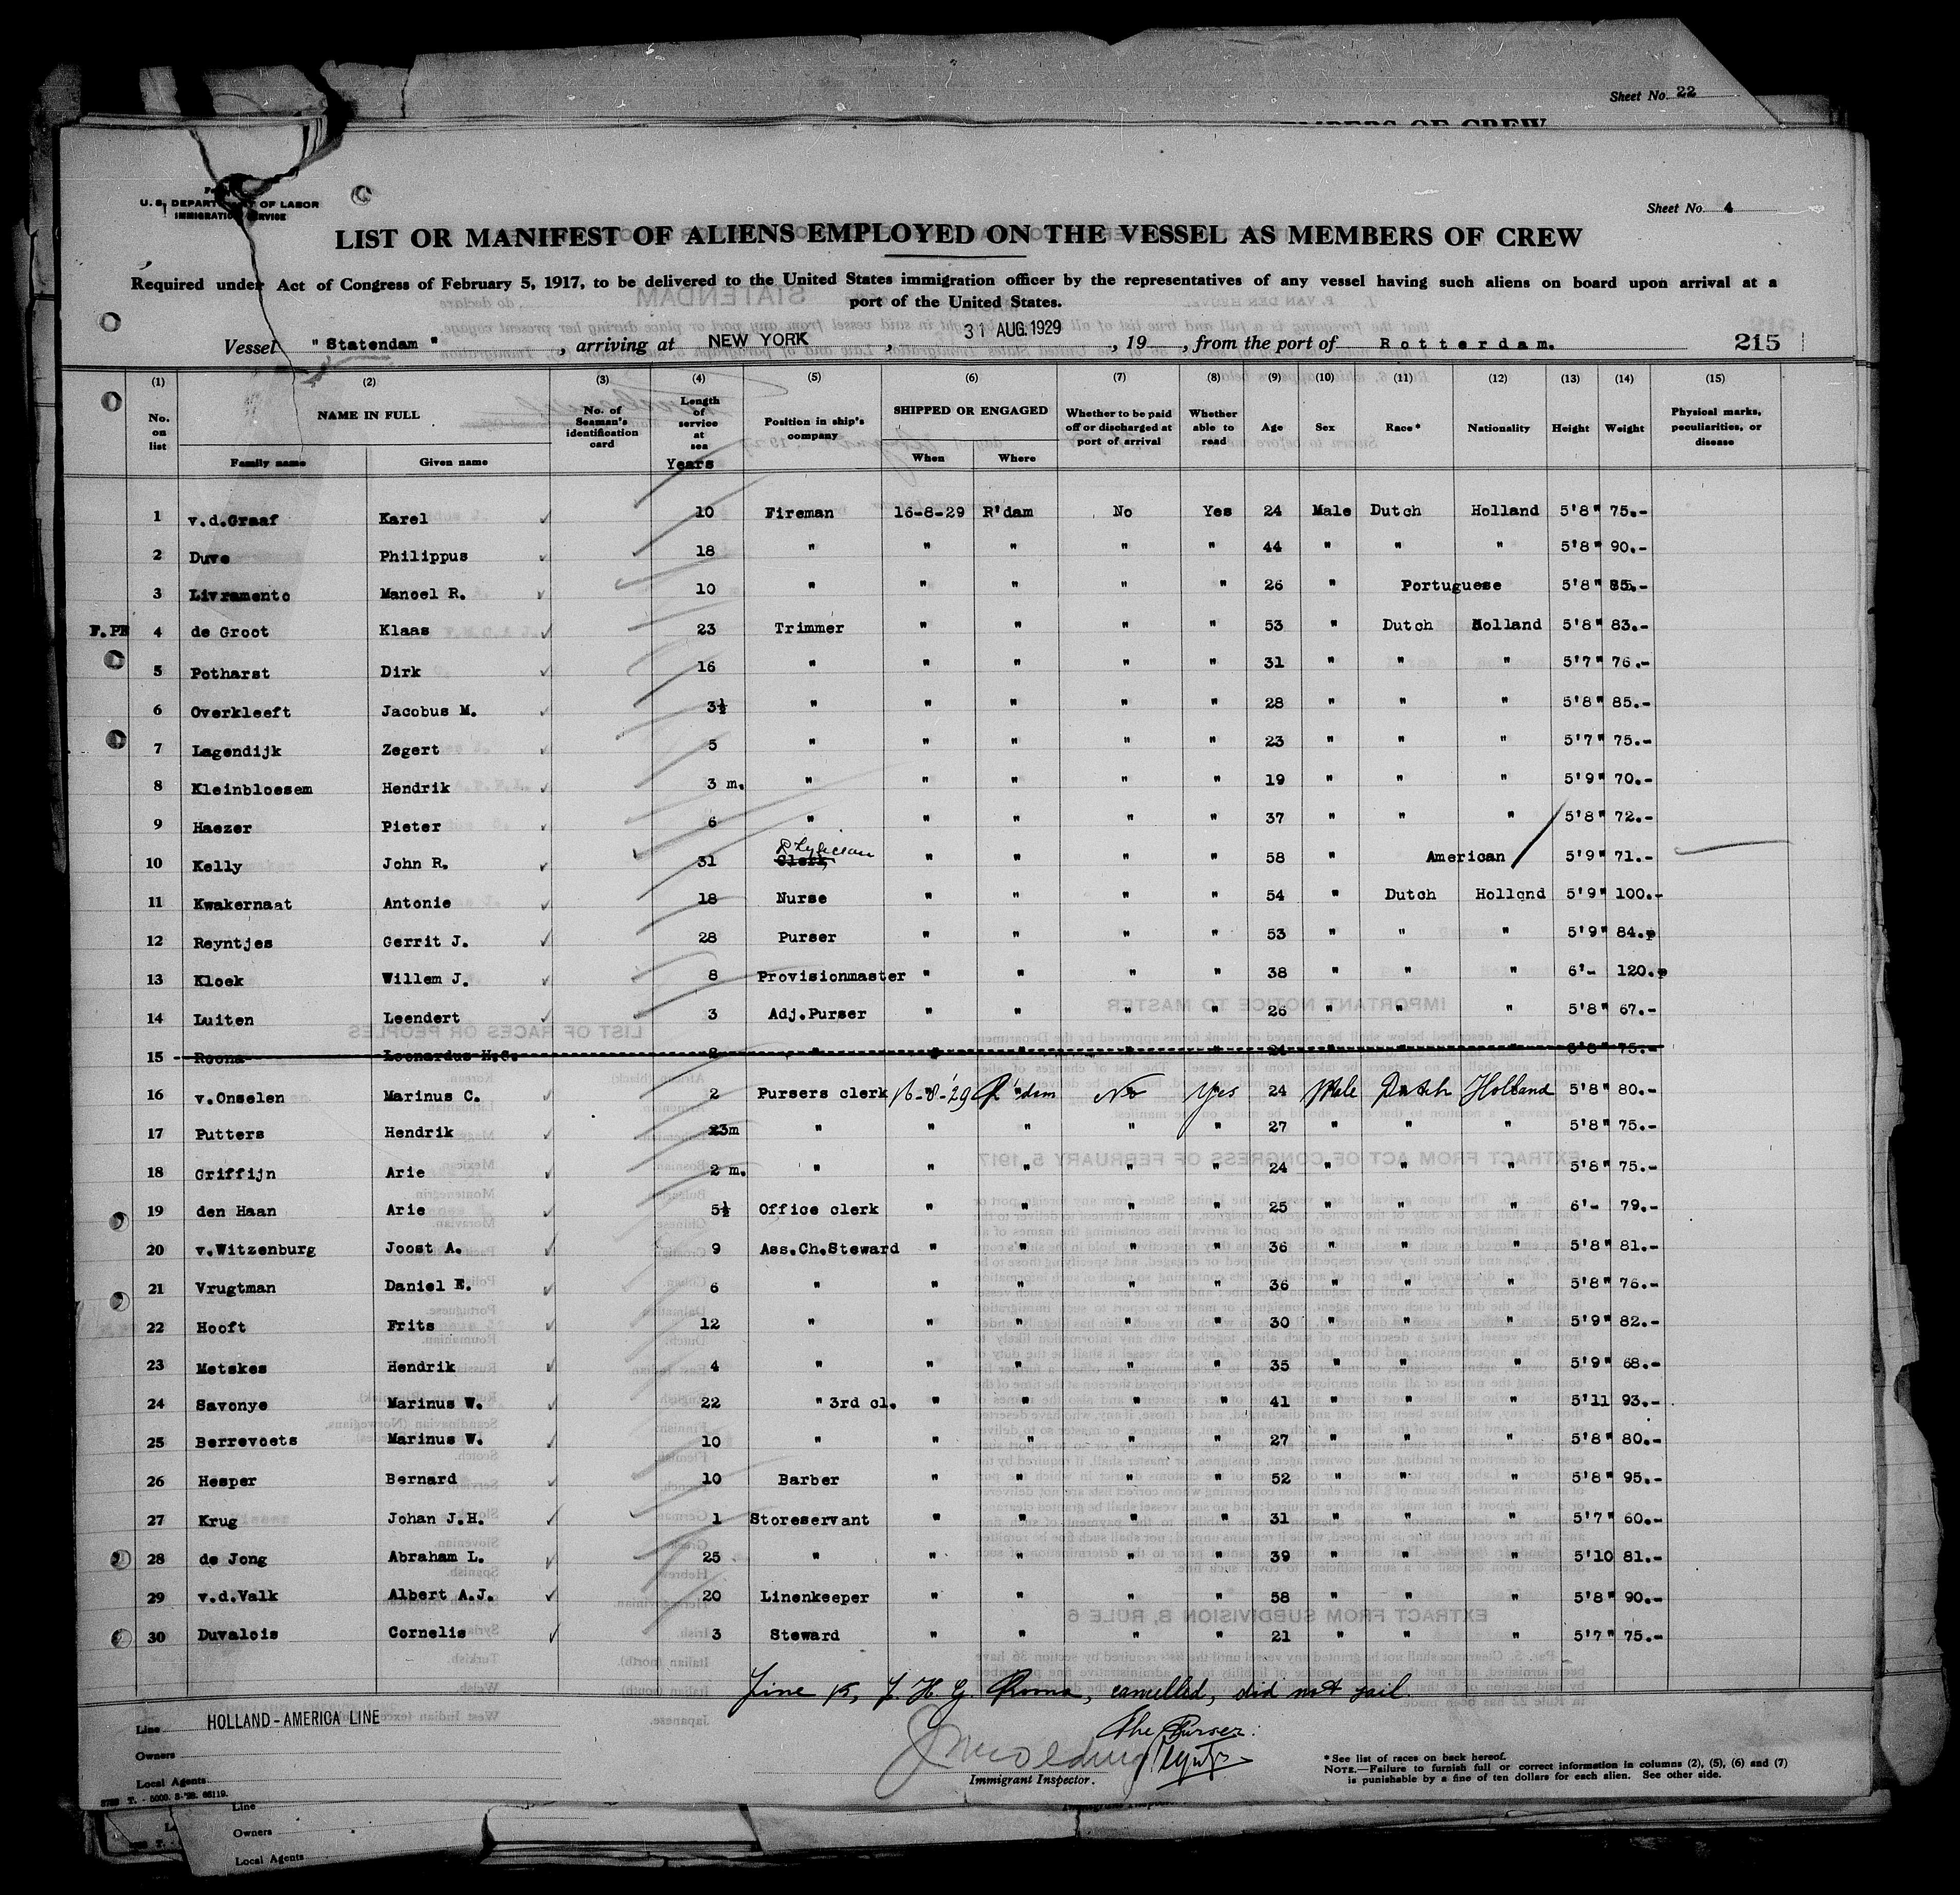 Sheet No. 22
MEMBERS OF CREW
U. S. DEPARTMENT OF LABOR
IMMIGRATION SERVICE
Sheet No. 4
LIST OR MANIFEST OF ALIENS EMPLOYED ON THE VESSEL AS MEMBERS OF CREW
Required under Act of Congress of February 5, 1917, to be delivered to the United States immigration officer by the representatives of any vessel having such aliens on board upon arrival at a
port of the United States.
Vessel "Statendam", arriving at NEW YORK, 31 AUG. 1929, 19 , from the port of Rotterdam. 215
(1) (2) (3) (4) (5) (6) (7) (8) (9) (10) (11) (12) (13) (14) (15)
No. on list NAME IN FULL No. of Seaman's identification card Length of service at sea Position in ship's company SHIPPED OR ENGAGED Whether to be paid off or discharged at port of arrival Whether able to read Age Sex Race* Nationality Height Weight Physical marks, peculiarities, or disease
Family name Given name Years When Where
1 v.d.Graaf Karel 10 Fireman 16-8-29 R'dam No Yes 24 Male Dutch Holland 5'8" 75.-
2 Duve Philippus 18 " " " " " 44 " " " 5'8" 90.-
3 Livramento Manoel R. 10 " " " " " 26 " Portuguese 5'8" 85.-
F.PE 4 de Groot Klaas 23 Trimmer " " " " 53 " Dutch Holland 5'8" 83.-
5 Potharst Dirk 16 " " " " " 31 " " " 5'7" 76.-
6 Overkleeft Jacobus M. 3½ " " " " " 28 " " " 5'8" 85.-
7 Lagendijk Zegert 5 " " " " " 23 " " " 5'7" 75.-
8 Kleinbloesem Hendrik 3 m. " " " " " 19 " " " 5'9" 70.-
9 Haezer Pieter 6 " " " " " 37 " " " 5'8" 72.-
10 Kelly John R. 31 Clerk Physician " " " " 58 " American 5'9" 71.-
11 Kwakernaat Antonie 18 Nurse " " " " 54 " Dutch Holland 5'9" 100.-
12 Reyntjes Gerrit J. 28 Purser " " " " 53 " " " 5'9" 84.-
13 Kloek Willem J. 8 Provisionmaster " " " " 38 " " " 6'- 120.-
14 Luiten Leendert 3 Adj.Purser " " " " 26 " " " 5'8" 67.-
15 Rooma Leonardus H.G. 2 " " " " " 24 " " " 6'8" 75.-
16 v.Onselen Marinus C. 2 Pursers clerk 16-8-'29 R'dam No Yes 24 Male Dutch Holland 5'8" 80.-
17 Putters Hendrik 23m " " " " " 27 " " " 5'8" 75.-
18 Griffijn Arie 2 m. " " " " " 24 " " " 5'8" 75.-
19 den Haan Arie 5½ Office clerk " " " " 25 " " " 6'- 79.-
20 v.Witzenburg Joost A. 9 Ass.Ch.Steward " " " " 36 " " " 5'8" 81.-
21 Vrugtman Daniel E. 6 " " " " " 36 " " " 5'8" 76.-
22 Hooft Frits 12 " " " " " 30 " " " 5'9" 82.-
23 Metskes Hendrik 4 " " " " " 35 " " " 5'9" 68.-
24 Savonye Marinus W. 22 " 3rd cl. " " " " 41 " " " 5'11 93.-
25 Berrevoets Marinus W. 10 " " " " " 27 " " " 5'8" 80.-
26 Hesper Bernard 10 Barber " " " " 52 " " " 5'8" 95.-
27 Krug Johan J.H. 1 Storeservant " " " " 31 " " " 5'7" 60.-
28 de Jong Abraham L. 25 " " " " " 39 " " " 5'10 81.-
29 v.d.Valk Albert A.J. 20 Linenkeeper " " " " 58 " " " 5'8" 90.-
30 Duvalois Cornelis 3 Steward " " " " 21 " " " 5'7" 75.-
Line 15, L. H. G. Rooma, cancelled, did not sail.
The Purser:
Line HOLLAND-AMERICA LINE
Owners
Local Agents
Immigrant Inspector.
*See list of races on back hereof.
NOTE.—Failure to furnish full or correct information in columns (2), (5), (6) and (7)
is punishable by a fine of ten dollars for each alien. See other side.
T. - 5000. 3-'28. 66119.
Line
Owners
Local Agents